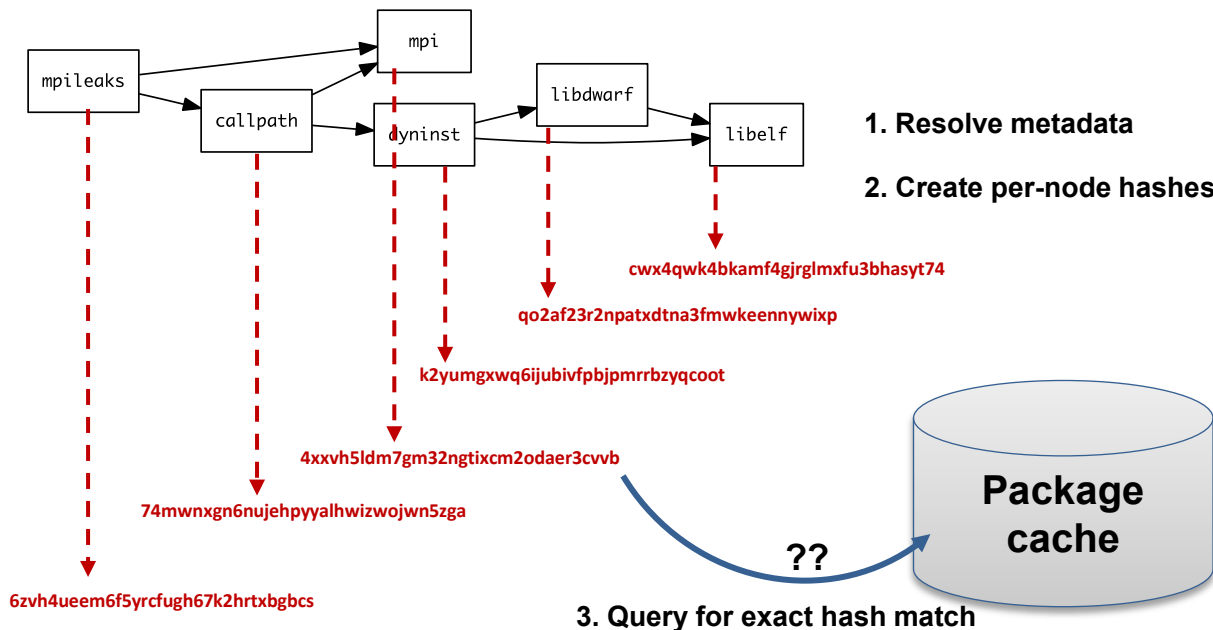 mpi
mpileaks
libdwarf
callpath
dyninst
libelf
1. Resolve metadata
2. Create per-node hashes
cwx4qwk4bkamf4gjrglmxfu3bhasyt74
qo2af23r2npatxdtna3fmwkeennywixp
k2yumgxwq6ijubivfpbjpmrrbzyqcoot
4xxvh5ldm7gm32ngtixcm2odaer3cvvb
74mwnxgn6nujehpyyalhwizwojwn5zga
6zvh4ueem6f5yrcfugh67k2hrtxbgbcs
Package
cache
??
3. Query for exact hash match